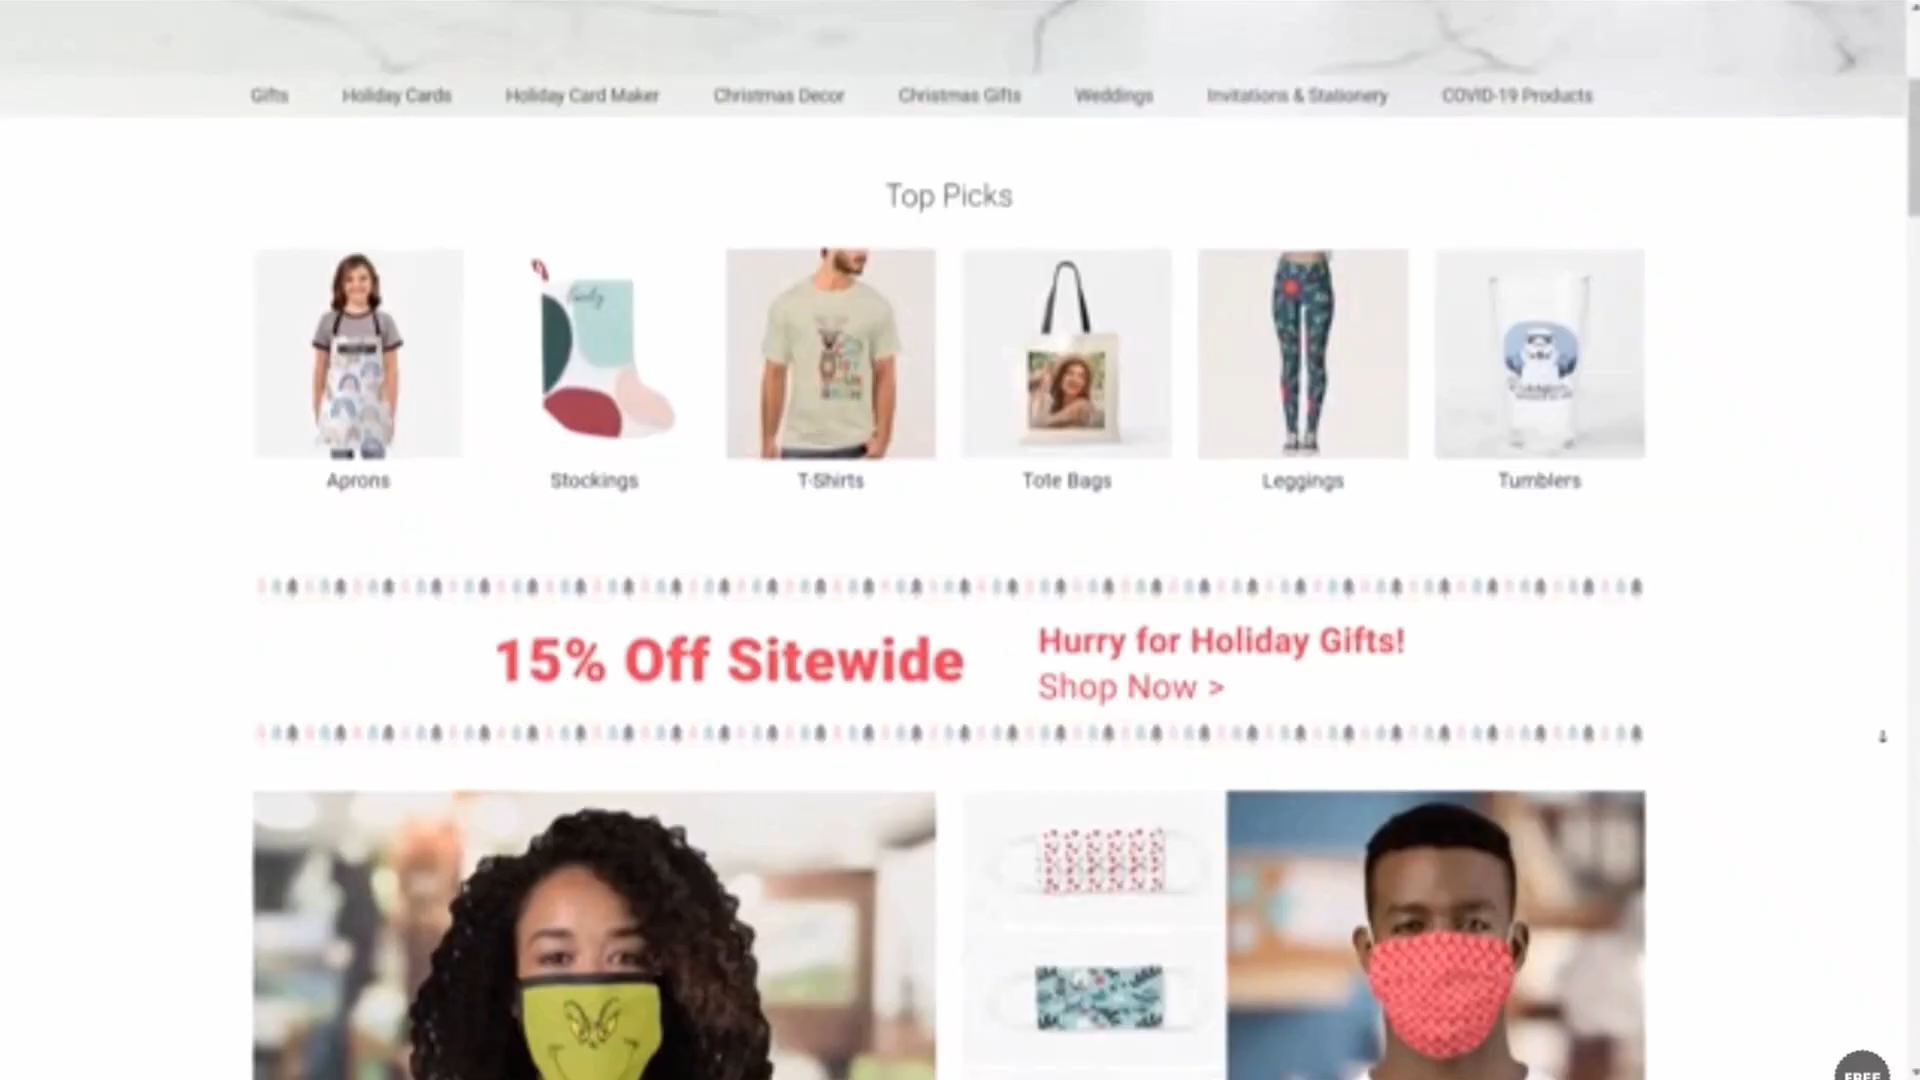 Gifts Holiday Cards Holiday Card Maker Christmas Decor Christmas Gifts Weddings Invitations & Stationery COVID-19 Products
Top Picks
Aprons Stockings T-Shirts Tote Bags Leggings Tumblers
15% Off Sitewide
Hurry for Holiday Gifts!
Shop Now >
FREE